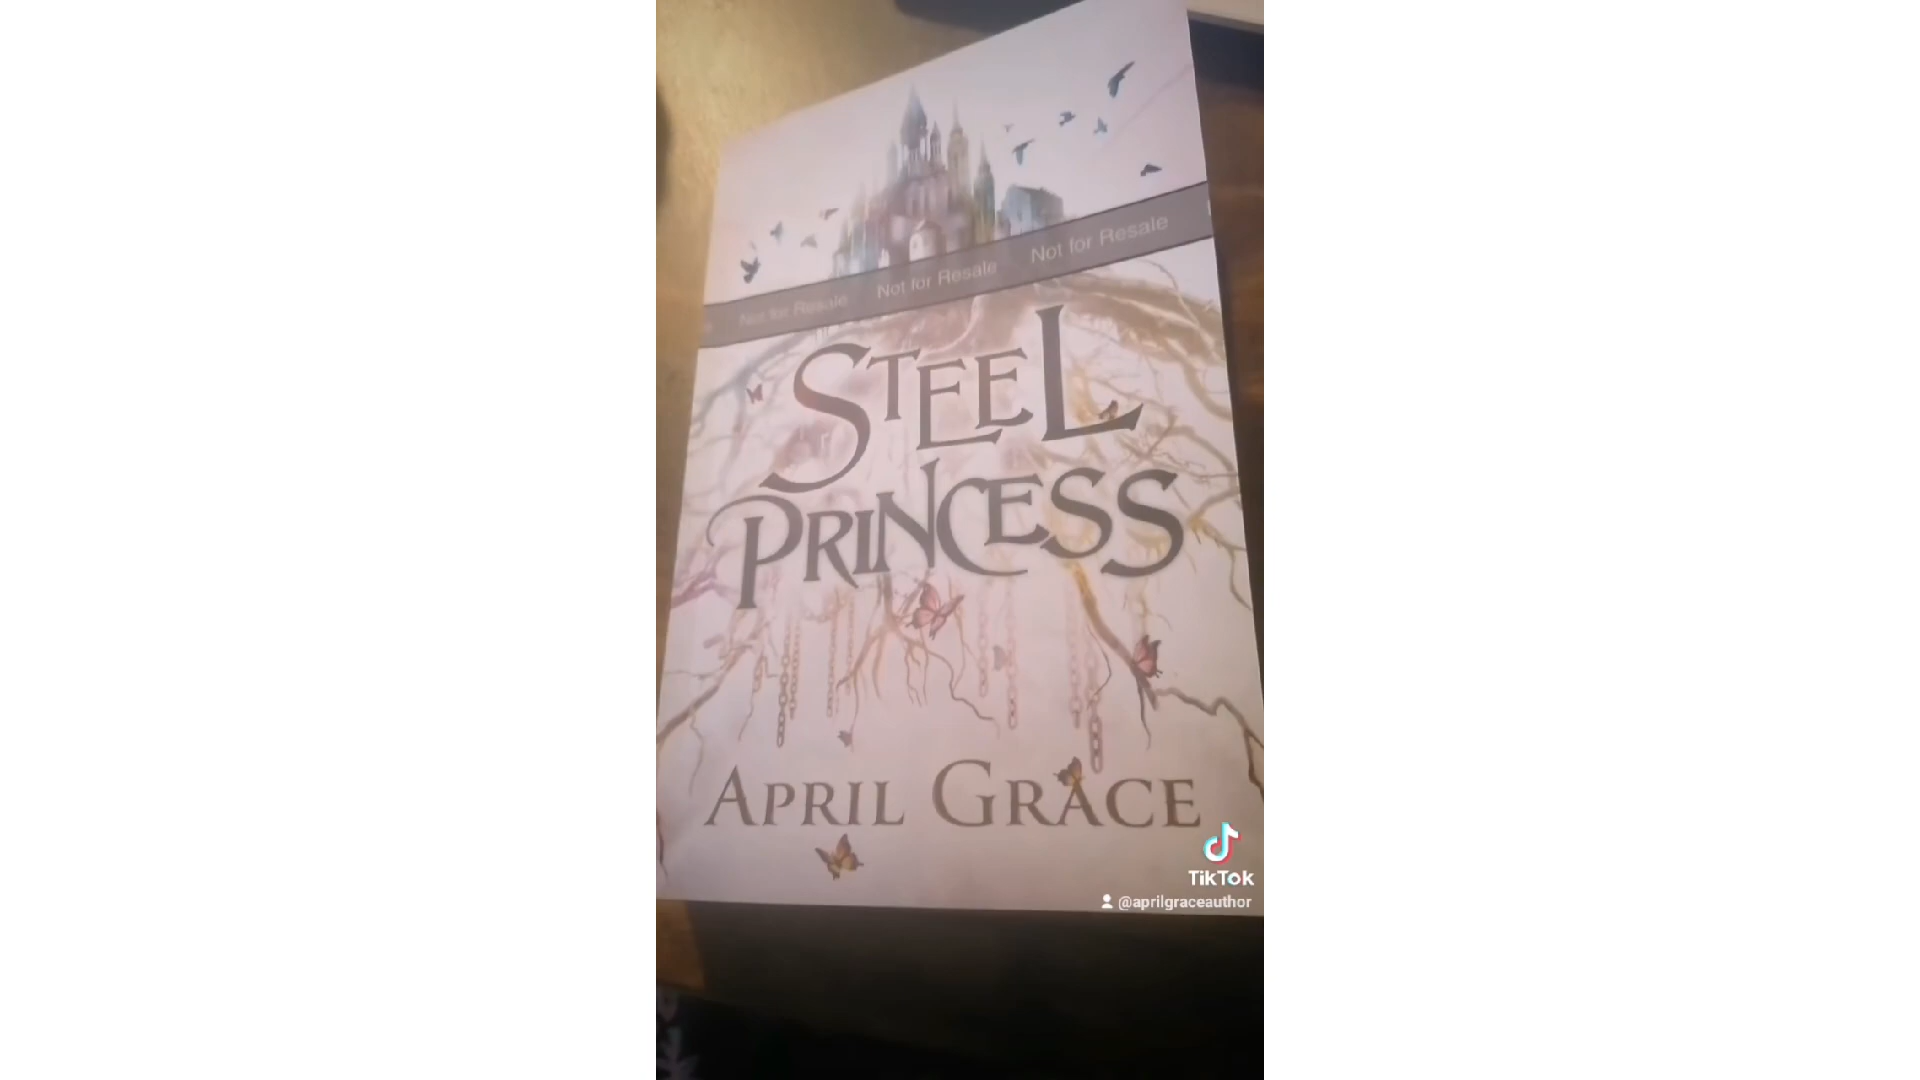 Not for Resale Not for Resale Not for Resale
STEEL
PRINCESS
APRIL GRACE
TikTok
@aprilgraceauthor